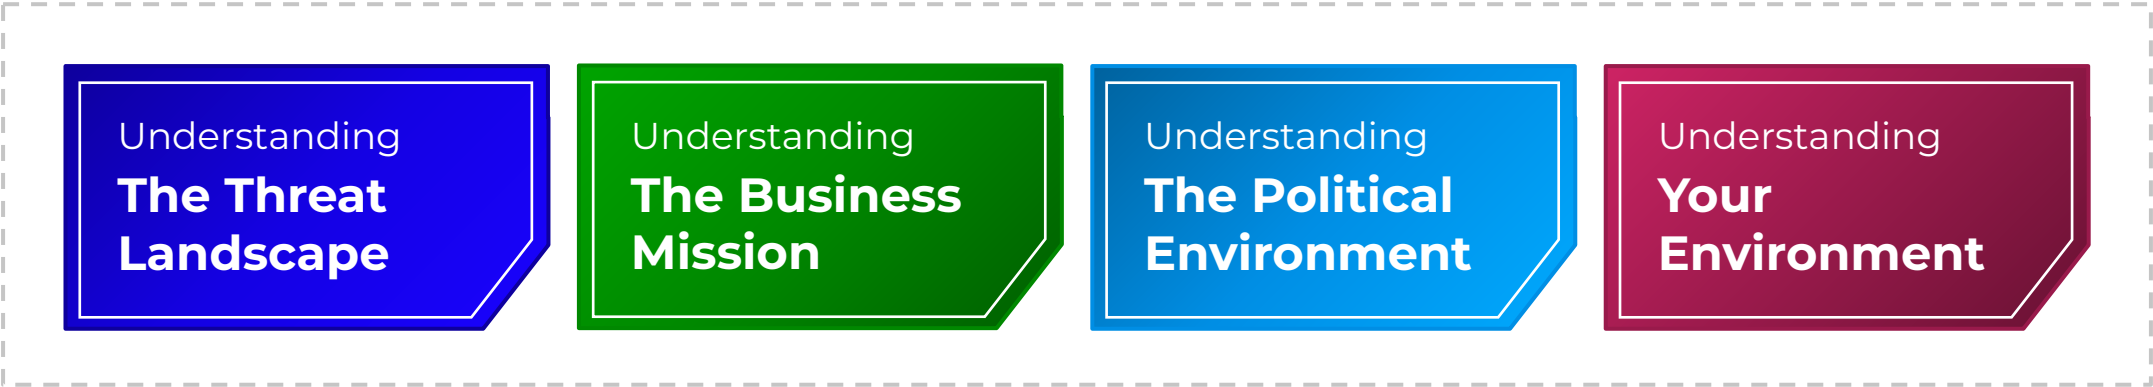 Understanding
The Threat
Landscape
Understanding
The Business
Mission
Understanding
The Political
Environment
Understanding
Your
Environment